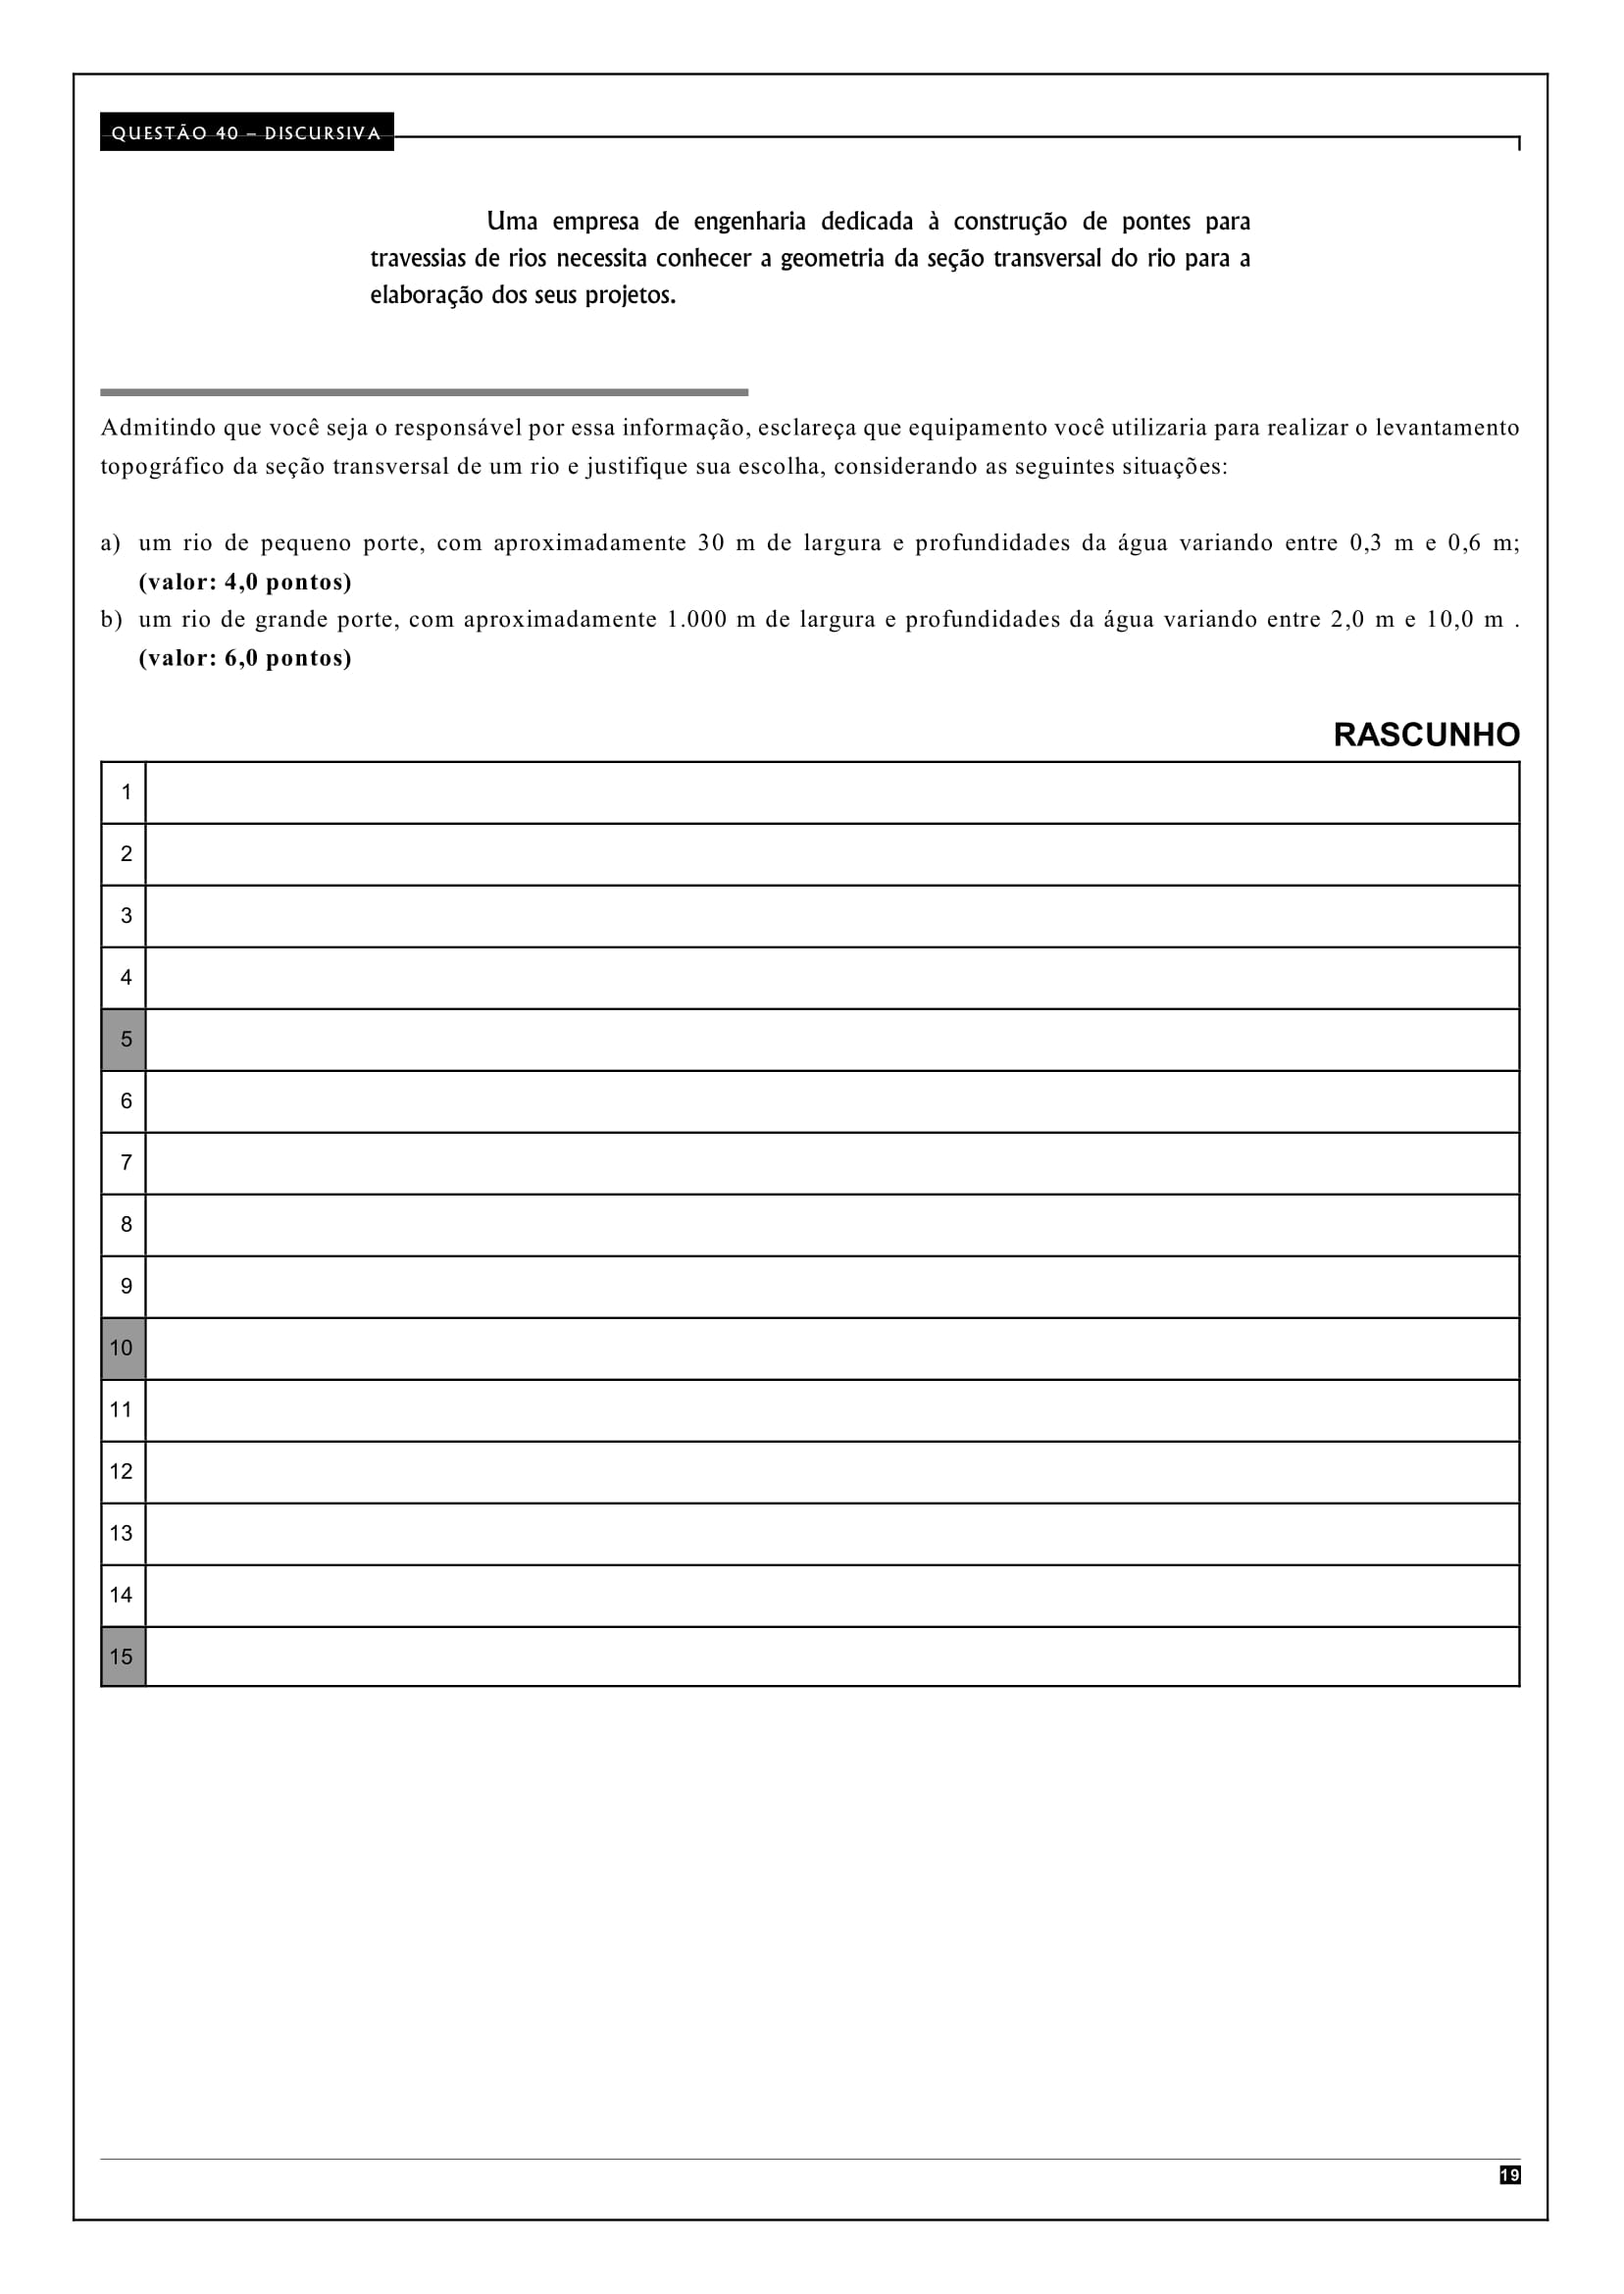 QUESTÃO 40 – DISCURSIVA
Uma empresa de engenharia dedicada à construção de pontes para
travessias de rios necessita conhecer a geometria da seção transversal do rio para a
elaboração dos seus projetos.
Admitindo que você seja o responsável por essa informação, esclareça que equipamento você utilizaria para realizar o levantamento
topográfico da seção transversal de um rio e justifique sua escolha, considerando as seguintes situações:
a) um rio de pequeno porte, com aproximadamente 30 m de largura e profundidades da água variando entre 0,3 m e 0,6 m;
(valor: 4,0 pontos)
b) um rio de grande porte, com aproximadamente 1.000 m de largura e profundidades da água variando entre 2,0 m e 10,0 m .
(valor: 6,0 pontos)
RASCUNHO
1
2
3
4
5
6
7
8
9
10
11
12
13
14
15
19